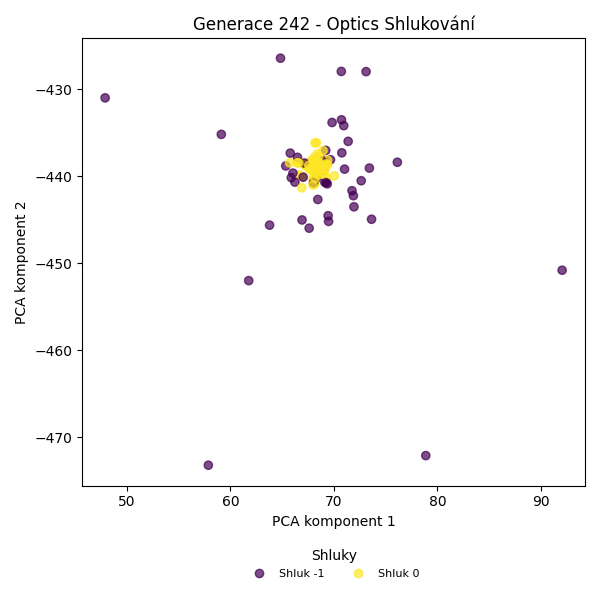 Generace 242 - Optics Shlukování
PCA komponent 2
−430
−440
−450
−460
−470
50 60 70 80 90
PCA komponent 1
Shluky
Shluk -1 Shluk 0